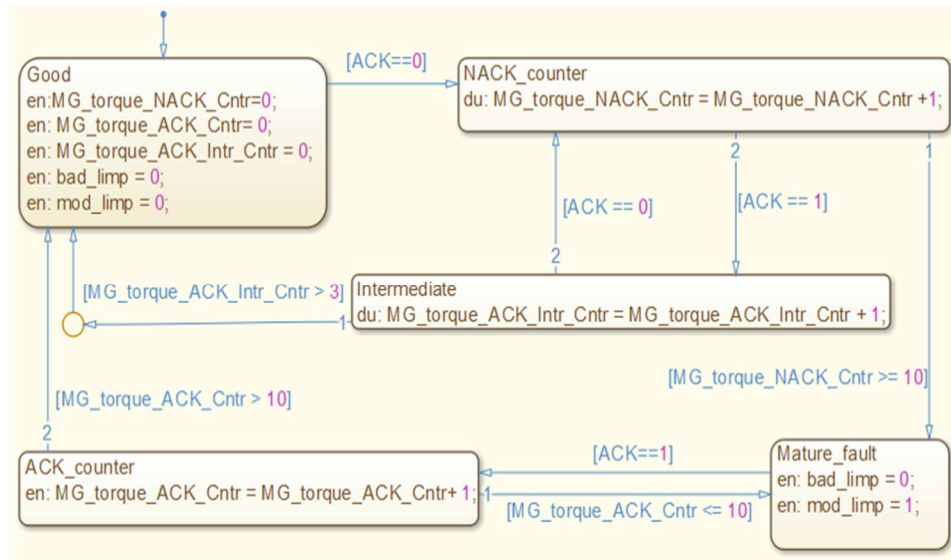 Good
en:MG_torque_NACK_Cntr=0;
en: MG_torque_ACK_Cntr= 0;
en: MG_torque_ACK_Intr_Cntr = 0;
en: bad_limp = 0;
en: mod_limp = 0;
[ACK==0]
NACK_counter
du: MG_torque_NACK_Cntr = MG_torque_NACK_Cntr +1;
2
1
[ACK == 0]
[ACK == 1]
2
Intermediate
du: MG_torque_ACK_Intr_Cntr = MG_torque_ACK_Intr_Cntr + 1;
[MG_torque_ACK_Intr_Cntr > 3]
1
[MG_torque_NACK_Cntr >= 10]
[MG_torque_ACK_Cntr > 10]
2
ACK_counter
en: MG_torque_ACK_Cntr = MG_torque_ACK_Cntr+ 1;
[ACK==1]
1
[MG_torque_ACK_Cntr <= 10]
Mature_fault
en: bad_limp = 0;
en: mod_limp = 1;